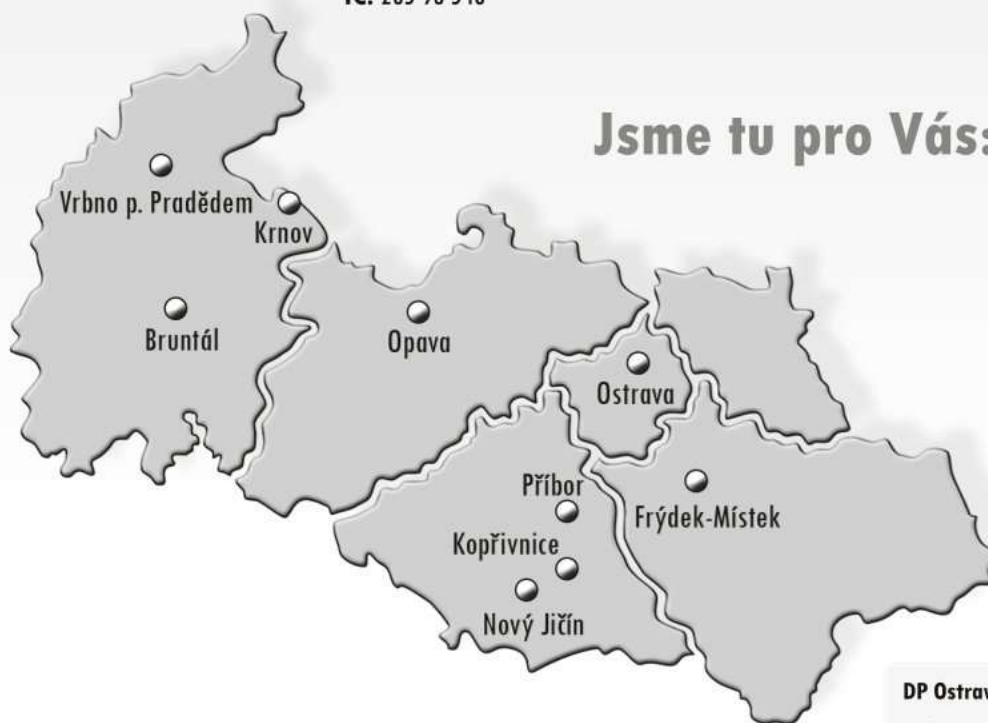 Jsme tu pro Vás:
Vrbno p. Pradědem
Krnov
Bruntál
Opava
Ostrava
Příbor
Frýdek-Místek
Kopřivnice
Nový Jičín